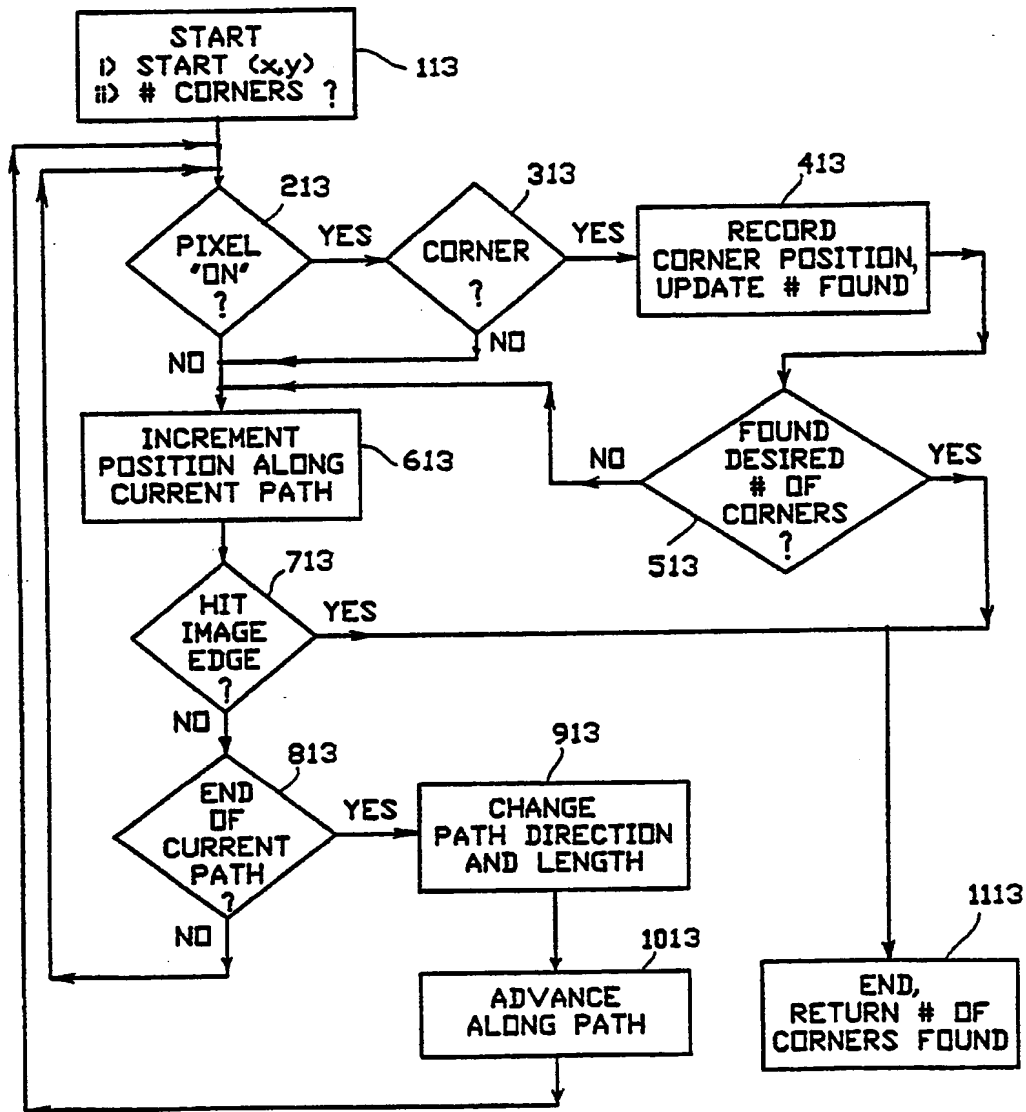 START
i) START (x,y)
ii) # CORNERS ?
113
213
PIXEL
"ON"
?
YES
NO
313
CORNER
?
YES
NO
413
RECORD
CORNER POSITION,
UPDATE # FOUND
FOUND
DESIRED
# OF
CORNERS
?
NO
YES
513
INCREMENT
POSITION ALONG
CURRENT PATH
613
713
HIT
IMAGE
EDGE
?
YES
NO
813
END
OF
CURRENT
PATH
?
YES
NO
913
CHANGE
PATH DIRECTION
AND LENGTH
1013
ADVANCE
ALONG PATH
1113
END,
RETURN # OF
CORNERS FOUND